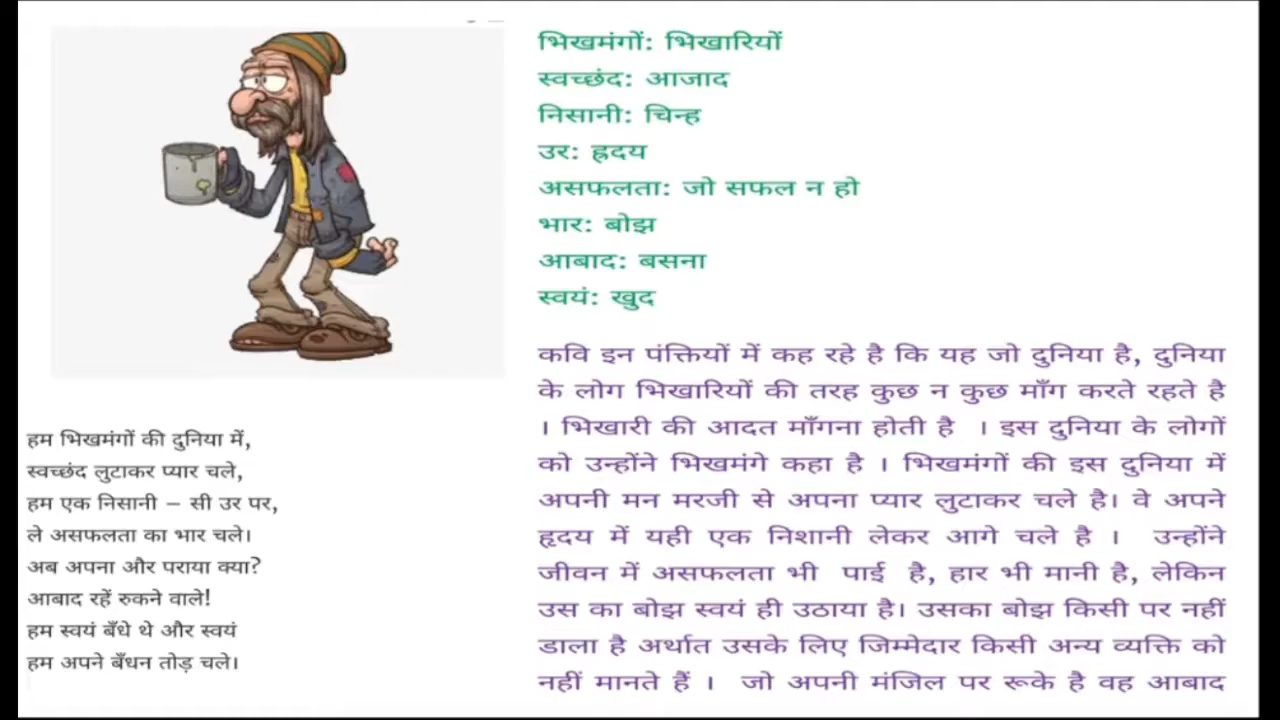 भिखमंगों: भिखारियों
स्वच्छंद: आजाद
निसानी: चिन्ह
उर: ह्रदय
असफलता: जो सफल न हो
भार: बोझ
आबाद: बसना
स्वयं: खुद
कवि इन पंक्तियों में कह रहे है कि यह जो दुनिया है, दुनिया
के लोग भिखारियों की तरह कुछ न कुछ माँग करते रहते है
। भिखारी की आदत माँगना होती है । इस दुनिया के लोगों
को उन्होंने भिखमंगे कहा है । भिखमंगों की इस दुनिया में
अपनी मन मरजी से अपना प्यार लुटाकर चले है। वे अपने
हृदय में यही एक निशानी लेकर आगे चले है । उन्होंने
जीवन में असफलता भी पाई है, हार भी मानी है, लेकिन
उस का बोझ स्वयं ही उठाया है। उसका बोझ किसी पर नहीं
डाला है अर्थात उसके लिए जिम्मेदार किसी अन्य व्यक्ति को
नहीं मानते हैं । जो अपनी मंजिल पर रूके है वह आबाद
हम भिखमंगों की दुनिया में,
स्वच्छंद लुटाकर प्यार चले,
हम एक निसानी – सी उर पर,
ले असफलता का भार चले।
अब अपना और पराया क्या?
आबाद रहें रुकने वाले!
हम स्वयं बँधे थे और स्वयं
हम अपने बँधन तोड़ चले।